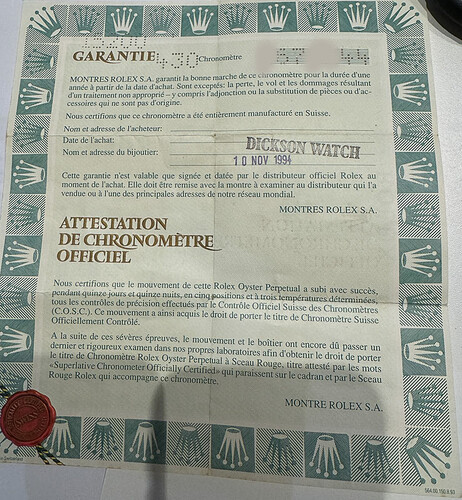 15200
GARANTIE 430 Chronomètre
MONTRES ROLEX S.A. garantit la bonne marche de ce chronomètre pour la durée d'une
année à partir de la date d'achat. Sont exceptés: la perte, le vol et les dommages résultant
d'un traitement non approprié – y compris l'adjonction ou la substitution de pièces ou d'ac-
cessoires qui ne sont pas d'origine.
Nous certifions que ce chronomètre a été entièrement manufacturé en Suisse.
Nom et adresse de l'acheteur:
Date de l'achat:
Nom et adresse du bijoutier:
DICKSON WATCH
10 NOV 1994
Cette garantie n'est valable que signée et datée par le distributeur officiel Rolex au
moment de l'achat. Elle doit être remise avec la montre à examiner au distributeur qui l'a
vendue ou à l'une des principales adresses de notre réseau mondial.
MONTRES ROLEX S.A.
ATTESTATION
DE CHRONOMÈTRE
OFFICIEL
Nous certifions que le mouvement de cette Rolex Oyster Perpetual a subi avec succès,
pendant quinze jours et quinze nuits, en cinq positions et à trois températures déterminées,
tous les contrôles de précision effectués par le Contrôle Officiel Suisse des Chronomètres
(C.O.S.C.). Ce mouvement a ainsi acquis le droit de porter le titre de Chronomètre Suisse
Officiellement Contrôlé.
A la suite de ces sévères épreuves, le mouvement et le boîtier ont encore dû passer un
dernier et rigoureux examen dans nos propres laboratoires afin d'obtenir le droit de porter
le titre de Chronomètre Rolex Oyster Perpetual à Sceau Rouge, titre attesté par les mots
«Superlative Chronometer Officially Certified» qui paraissent sur le cadran et par le Sceau
Rouge Rolex qui accompagne ce chronomètre.
MONTRE ROLEX S.A.